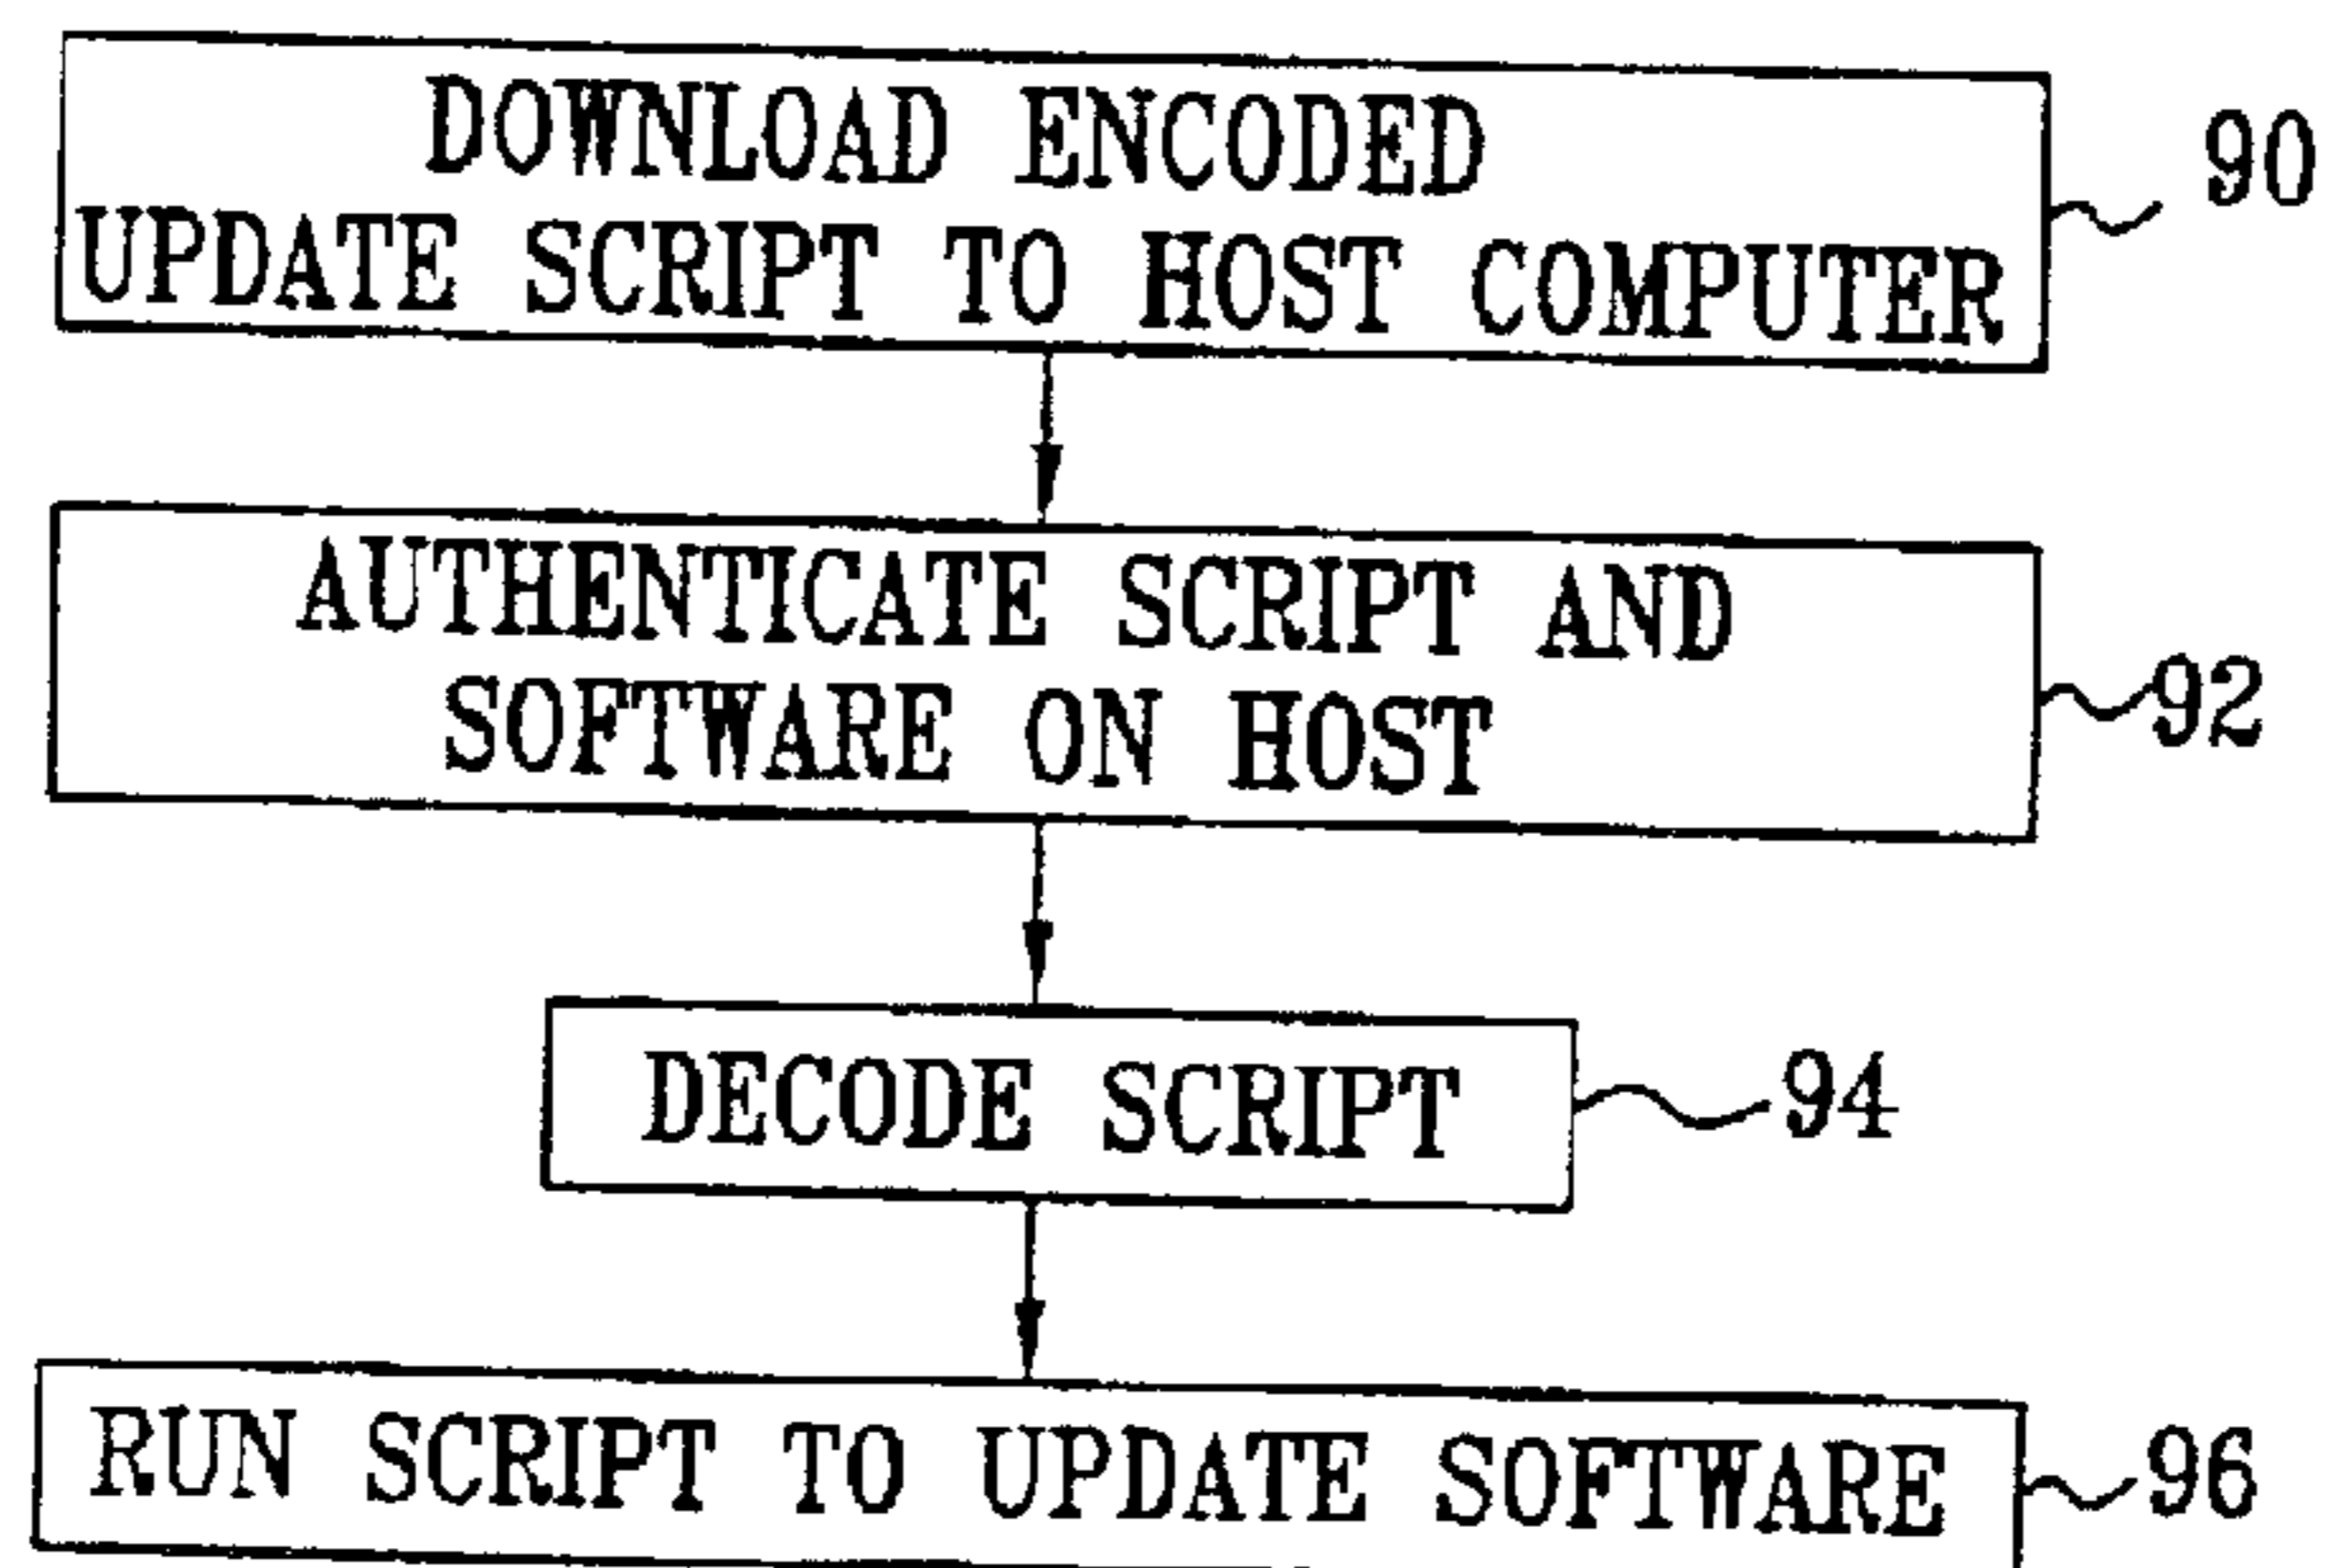 DOWNLOAD ENCODED
UPDATE SCRIPT TO HOST COMPUTER
90
AUTHENTICATE SCRIPT AND
SOFTWARE ON HOST
92
DECODE SCRIPT
94
RUN SCRIPT TO UPDATE SOFTWARE
96